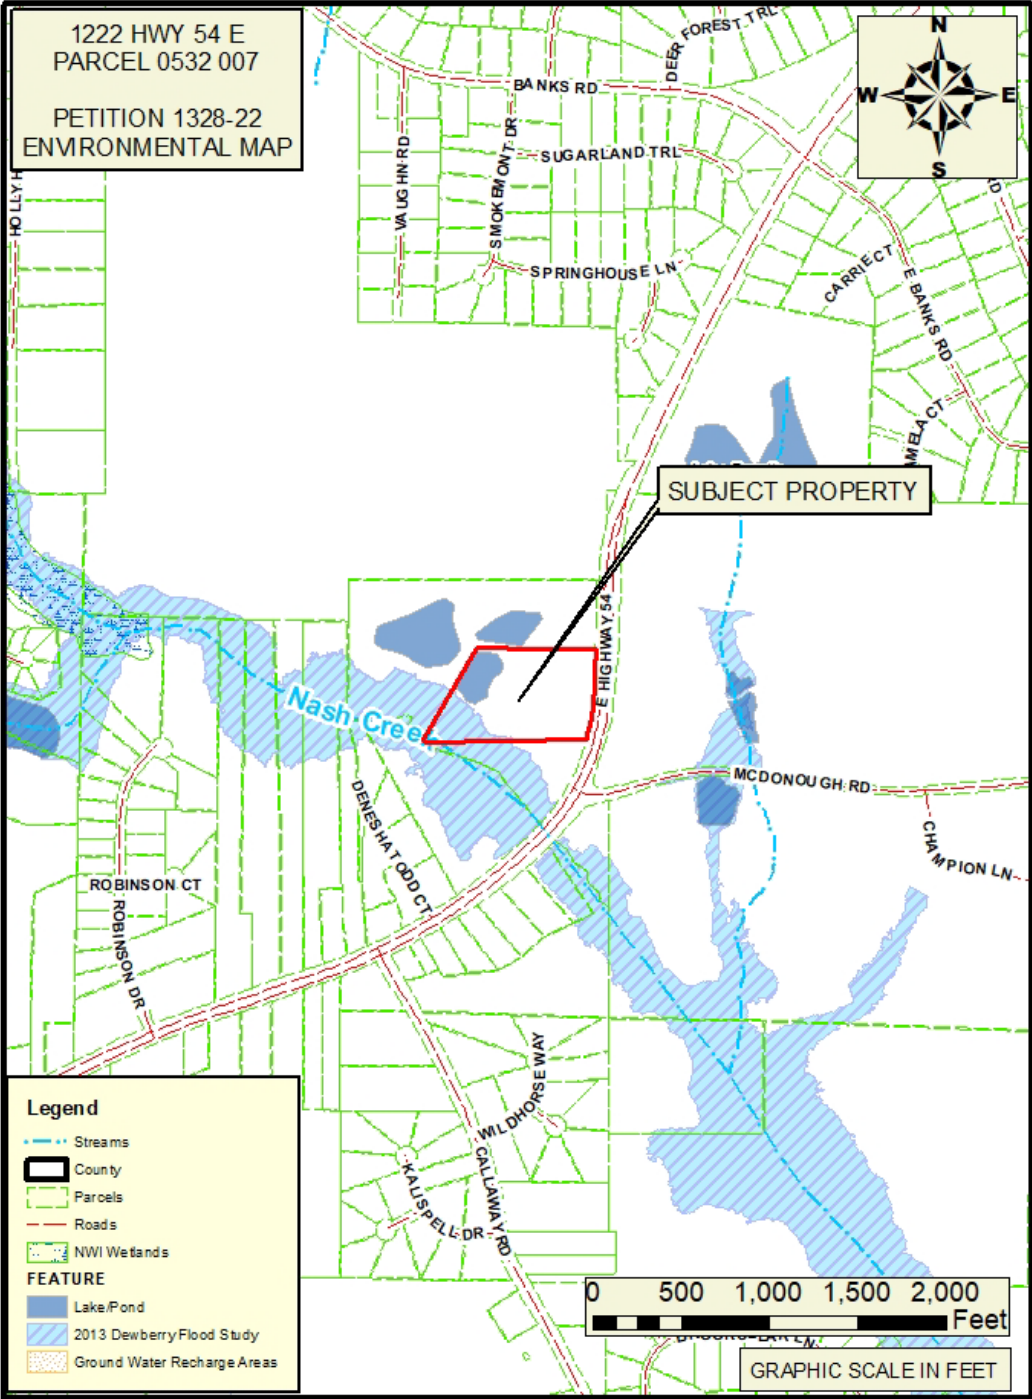 1222 HWY 54 E
PARCEL 0532 007
PETITION 1328-22
ENVIRONMENTAL MAP
N
W
E
S
DEER FOREST TRL
BANKS RD
SUGARLAND TRL
VAUGHN RD
SMOKEMONT DR
SPRINGHOUSE LN
HOLLY H
RD
CARRIE CT
E BANKS RD
AMELA CT
SUBJECT PROPERTY
E HIGHWAY 54
Nash Creek
MCDONOUGH RD
CHAMPION LN
DENESHA TODD CT
ROBINSON CT
ROBINSON DR
WILDHORSE WAY
CALLAWAY RD
KALISPELL DR
Legend
Streams
County
Parcels
Roads
NWI Wetlands
FEATURE
Lake/Pond
2013 Dewberry Flood Study
Ground Water Recharge Areas
0 500 1,000 1,500 2,000
Feet
GRAPHIC SCALE IN FEET